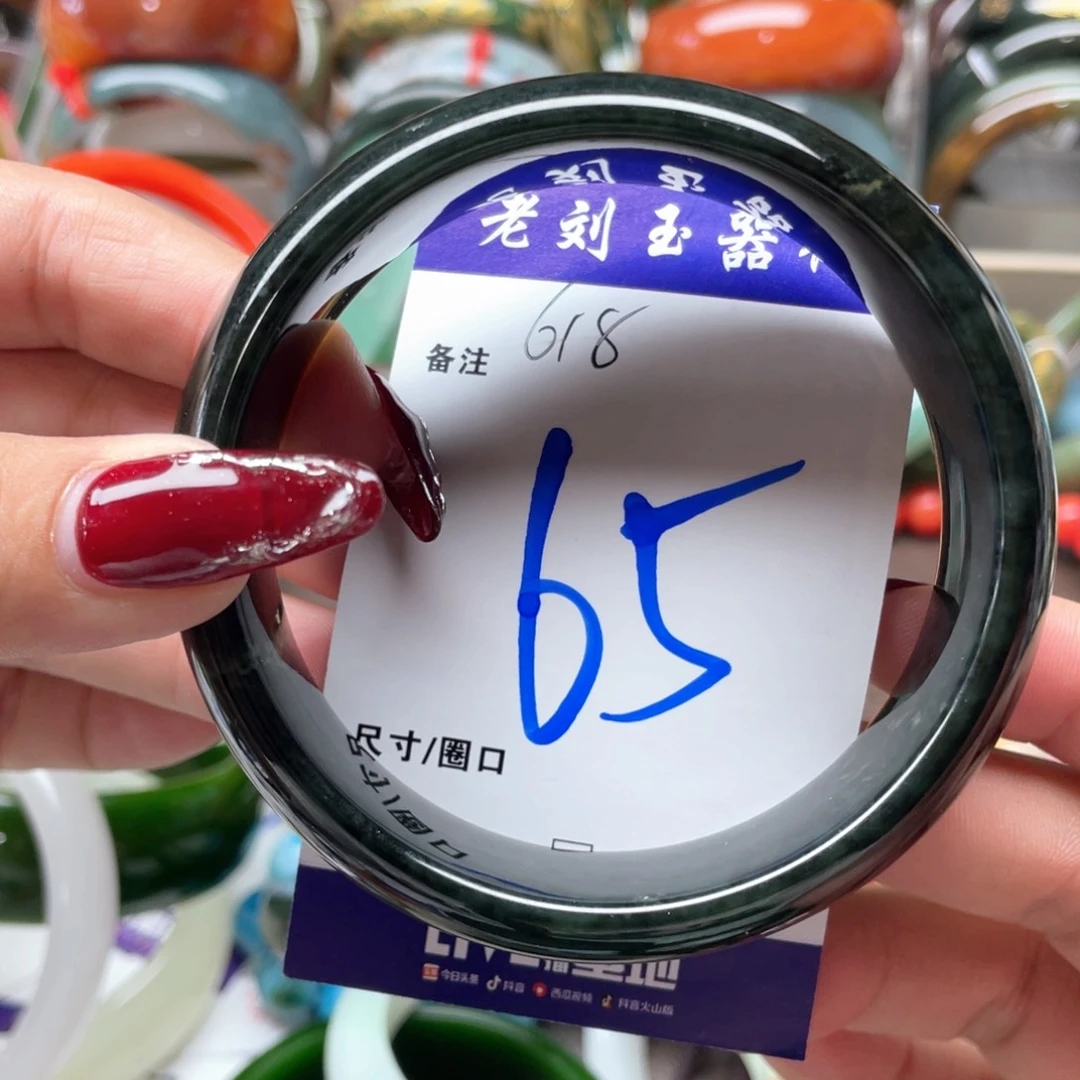 老刘玉器
备注 618
65
尺寸/圈口
今日头条 抖音 西瓜视频 抖音火山版